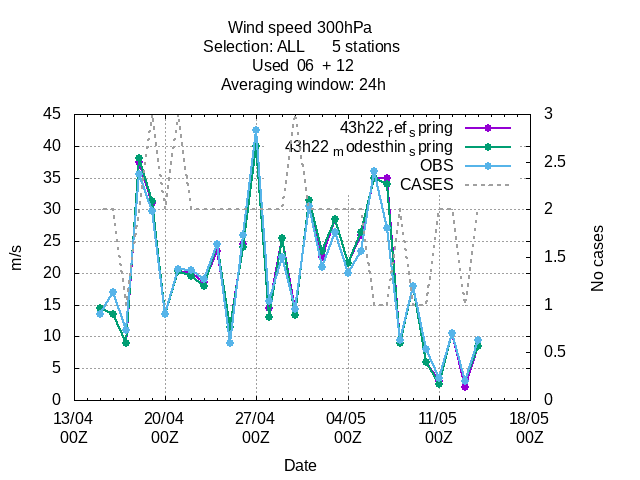 Wind speed 300hPa
Selection: ALL 5 stations
Used 06 + 12
Averaging window: 24h
45 3
40 43h22 refspring
43h22 modesthinspring
35 2.5 OBS
CASES
30 2
25 1.5
20
15 1
10
5 0.5
0 0
m/s
No cases
13/04 20/04 27/04 04/05 11/05 18/05
00Z 00Z 00Z 00Z 00Z 00Z
Date